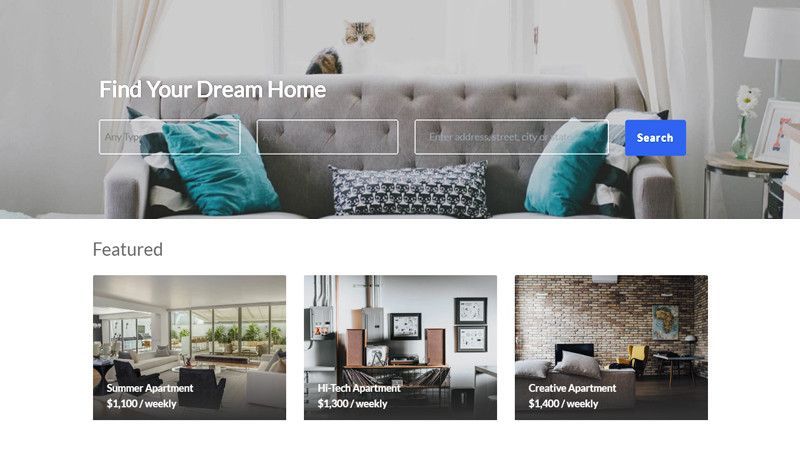 Find Your Dream Home
Any Type
Enter address, street, city or state
Search
Featured
Summer Apartment
$1,100 / weekly
Hi-Tech Apartment
$1,300 / weekly
Creative Apartment
$1,400 / weekly